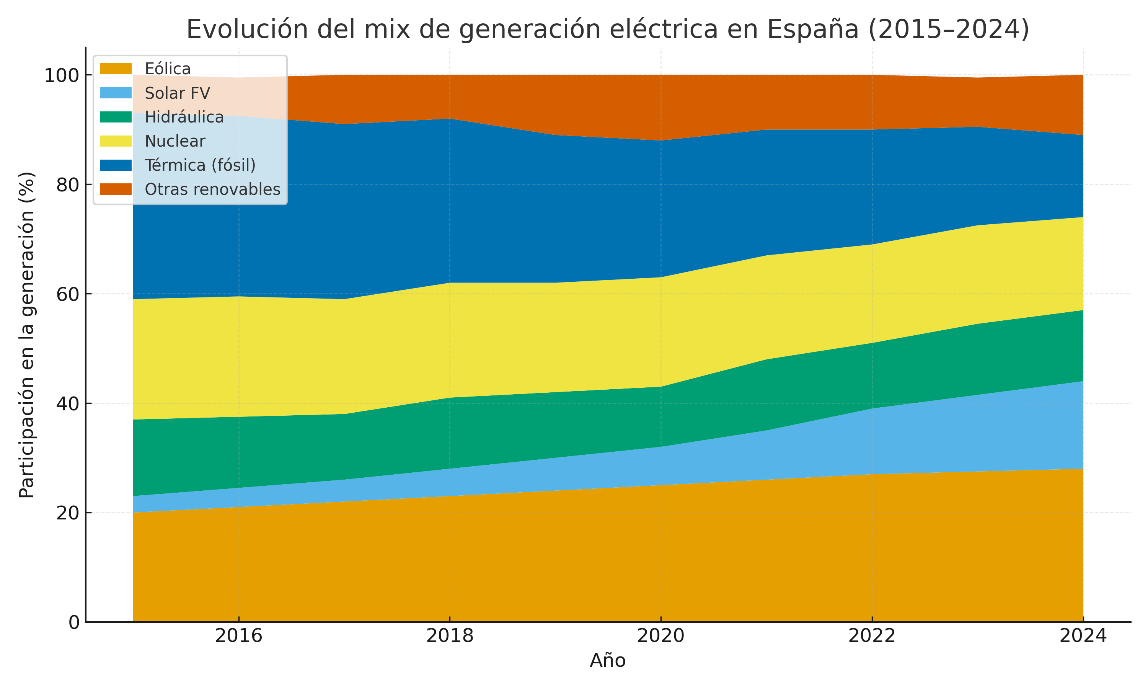 Evolución del mix de generación eléctrica en España (2015–2024)
Eólica
Solar FV
Hidráulica
Nuclear
Térmica (fósil)
Otras renovables
Participación en la generación (%)
100
80
60
40
20
0
2016 2018 2020 2022 2024
Año